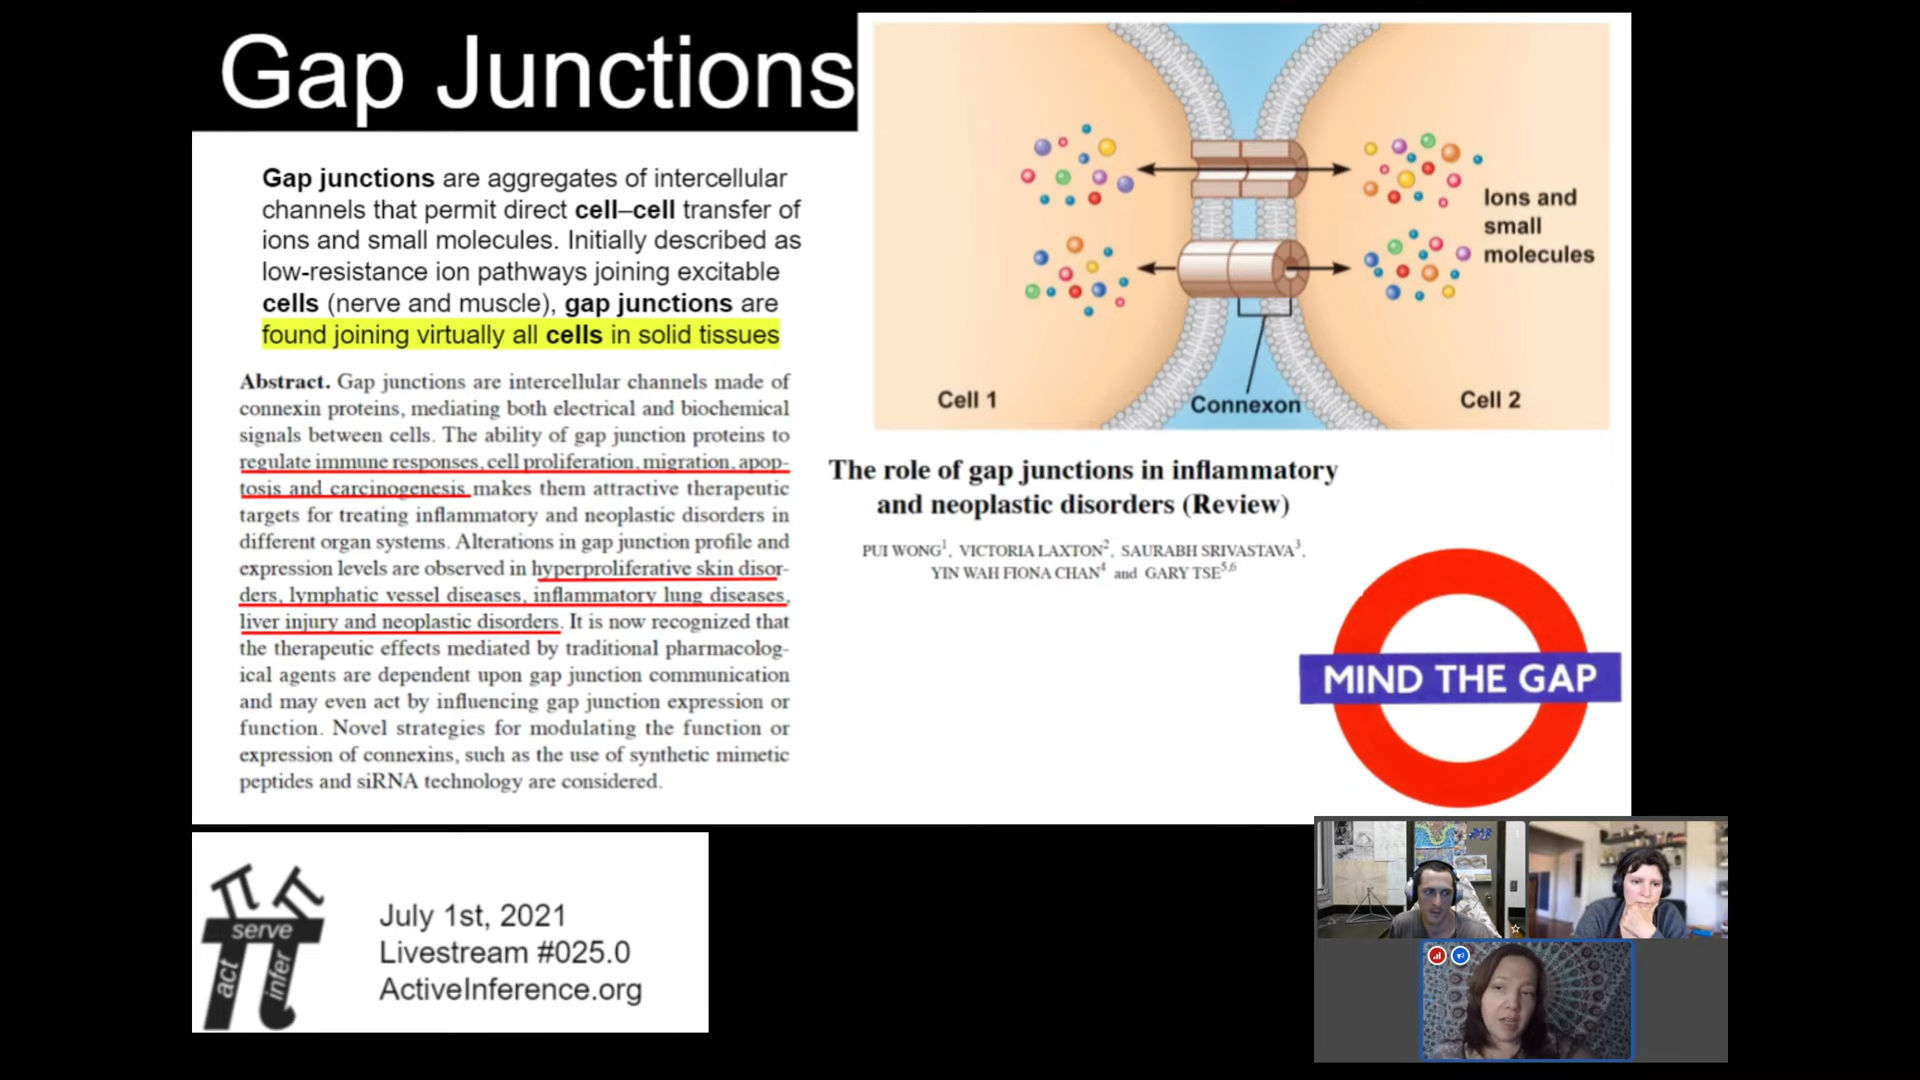 Gap Junctions
Gap junctions are aggregates of intercellular
channels that permit direct cell–cell transfer of
ions and small molecules. Initially described as
low-resistance ion pathways joining excitable
cells (nerve and muscle), gap junctions are
found joining virtually all cells in solid tissues
Abstract. Gap junctions are intercellular channels made of
connexin proteins, mediating both electrical and biochemical
signals between cells. The ability of gap junction proteins to
regulate immune responses, cell proliferation, migration, apop-
tosis and carcinogenesis makes them attractive therapeutic
targets for treating inflammatory and neoplastic disorders in
different organ systems. Alterations in gap junction profile and
expression levels are observed in hyperproliferative skin disor-
ders, lymphatic vessel diseases, inflammatory lung diseases,
liver injury and neoplastic disorders. It is now recognized that
the therapeutic effects mediated by traditional pharmacolog-
ical agents are dependent upon gap junction communication
and may even act by influencing gap junction expression or
function. Novel strategies for modulating the function or
expression of connexins, such as the use of synthetic mimetic
peptides and siRNA technology are considered.
Ions and
small
molecules
Cell 1
Connexon
Cell 2
The role of gap junctions in inflammatory
and neoplastic disorders (Review)
PUI WONG1, VICTORIA LAXTON2, SAURABH SRIVASTAVA3,
YIN WAH FIONA CHAN4 and GARY TSE5,6
MIND THE GAP
serve
act
infer
July 1st, 2021
Livestream #025.0
ActiveInference.org